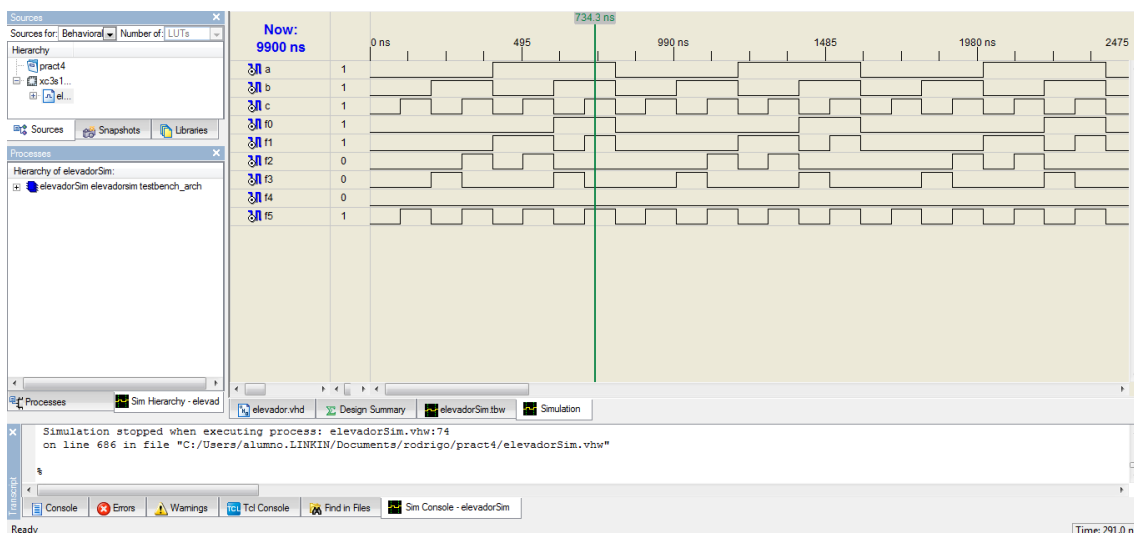 Sources
Sources for: Behavioral Number of: LUTs
Hierarchy
pract4
xc3s1...
el...
Sources Snapshots Libraries
Processes
Hierarchy of elevadorSim:
elevadorSim elevadorsim testbench_arch
Processes Sim Hierarchy - elevad
Now:
9900 ns
734.3 ns
0 ns 495 990 ns 1485 1980 ns 2475
a 1
b 1
c 1
f0 1
f1 1
f2 0
f3 0
f4 0
f5 1
elevador.vhd Design Summary elevadorSim.tbw Simulation
Simulation stopped when executing process: elevadorSim.vhw:74
on line 686 in file "C:/Users/alumno.LINKIN/Documents/rodrigo/pract4/elevadorSim.vhw"
%
Transcript
Console Errors Warnings TCL Tcl Console Find in Files Sim Console - elevadorSim
Ready Time: 291.0 n